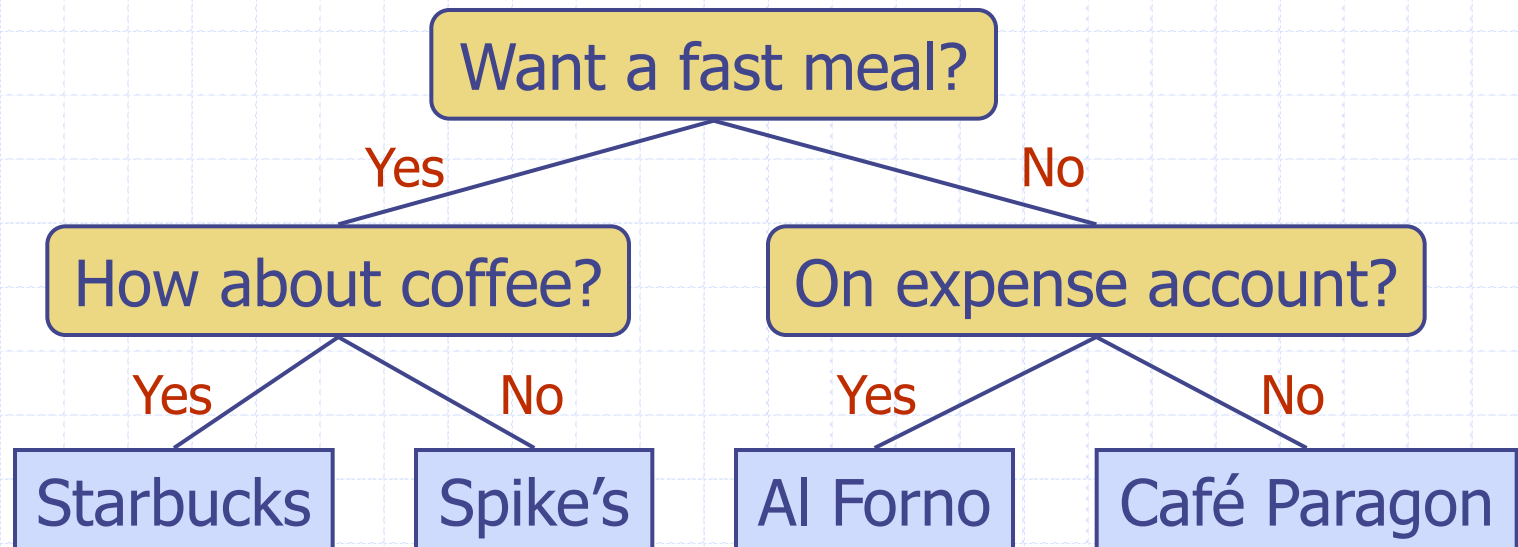 Want a fast meal?
Yes
No
How about coffee?
On expense account?
Yes
No
Yes
No
Starbucks
Spike’s
Al Forno
Café Paragon